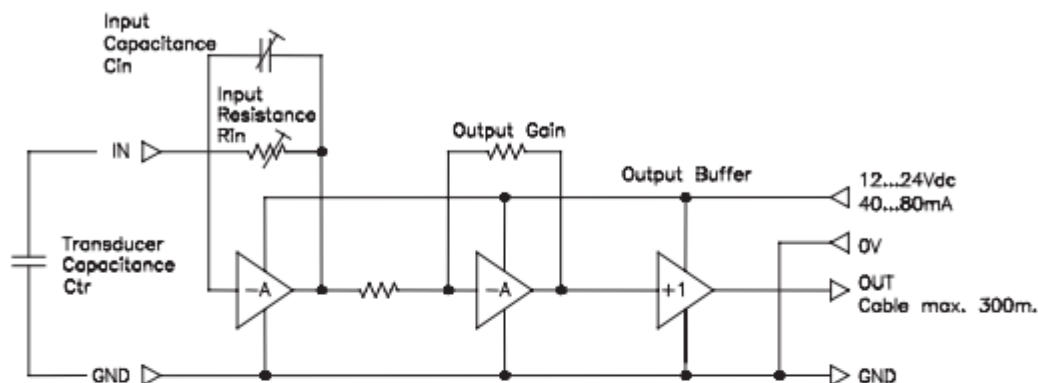 Input
Capacitance
Cin
Input
Resistance
Rin
IN
Output Gain
Output Buffer
12...24Vdc
40...80mA
0V
Transducer
Capacitance
Ctr
-A
-A
+1
OUT
Cable max. 300m.
GND
GND